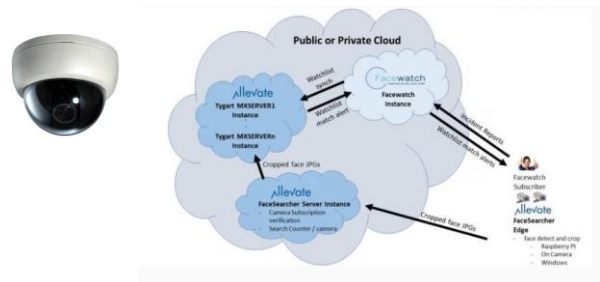 Public or Private Cloud
Watchlist
synch
Facewatch
Facewatch
Instance
Allevate
Tygart MXSERVER1
Instance
Tygart MXSERVERn
Instance
Watchlist
match alert
Incident Reports
Watchlist match alerts
Cropped face JPGs
Allevate
FaceSearcher Server Instance
- Camera Subscription
verification
- Search Counter / camera
Cropped face JPGs
Facewatch
Subscriber
Allevate
FaceSearcher
Edge
- face detect and crop
- Raspberry PI
- On Camera
- Windows